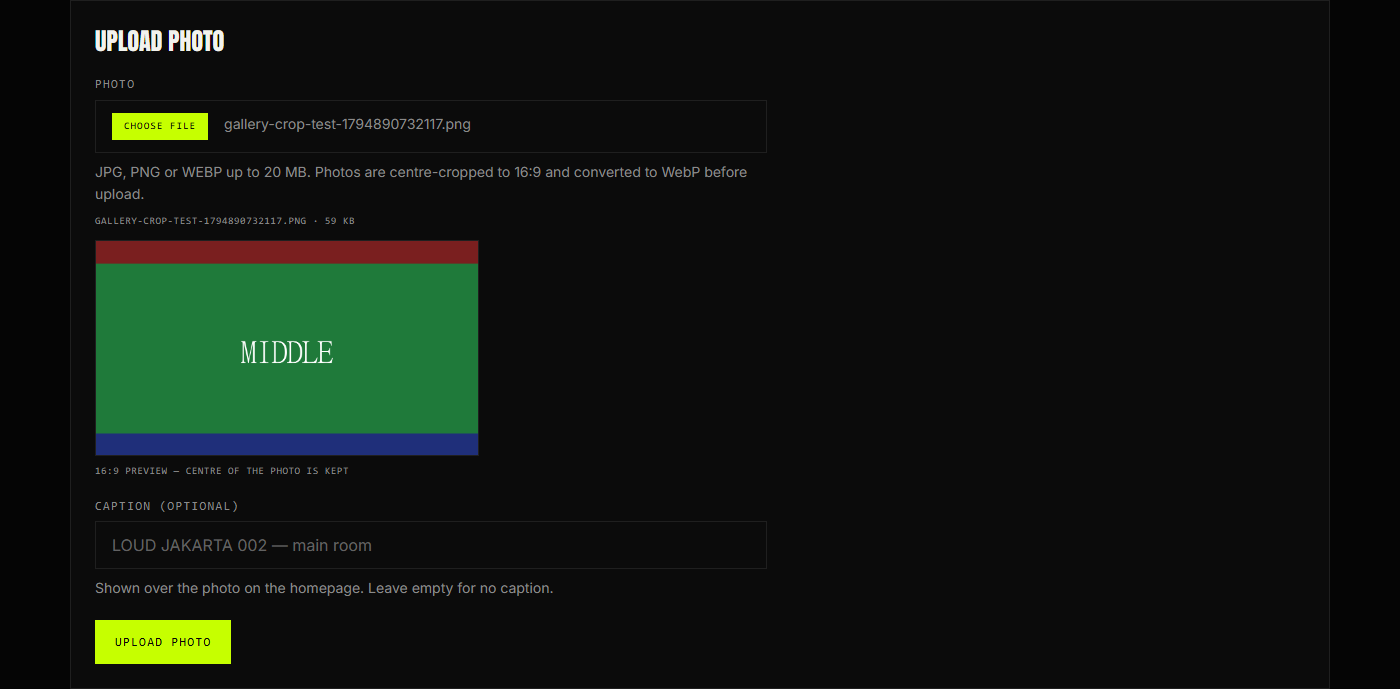 UPLOAD PHOTO
PHOTO
CHOOSE FILE gallery-crop-test-1794890732117.png
JPG, PNG or WEBP up to 20 MB. Photos are centre-cropped to 16:9 and converted to WebP before
upload.
GALLERY-CROP-TEST-1794890732117.PNG · 59 KB
MIDDLE
16:9 PREVIEW — CENTRE OF THE PHOTO IS KEPT
CAPTION (OPTIONAL)
LOUD JAKARTA 002 — main room
Shown over the photo on the homepage. Leave empty for no caption.
UPLOAD PHOTO